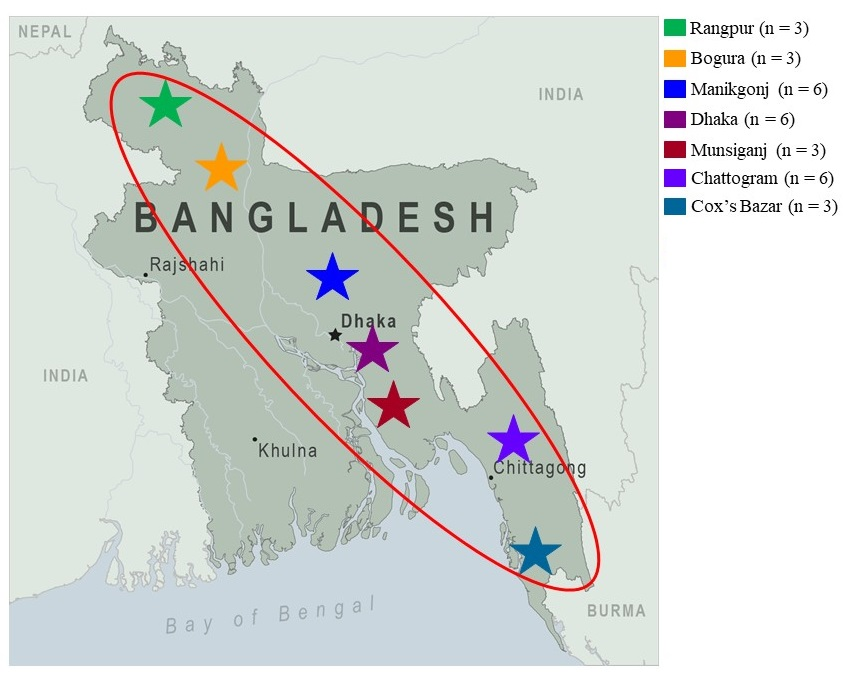 NEPAL
INDIA
BANGLADESH
Rajshahi
Dhaka
INDIA
Khulna
Chittagong
Bay of Bengal
BURMA
Rangpur (n = 3)
Bogura (n = 3)
Manikgonj (n = 6)
Dhaka (n = 6)
Munsiganj (n = 3)
Chattogram (n = 6)
Cox’s Bazar (n = 3)